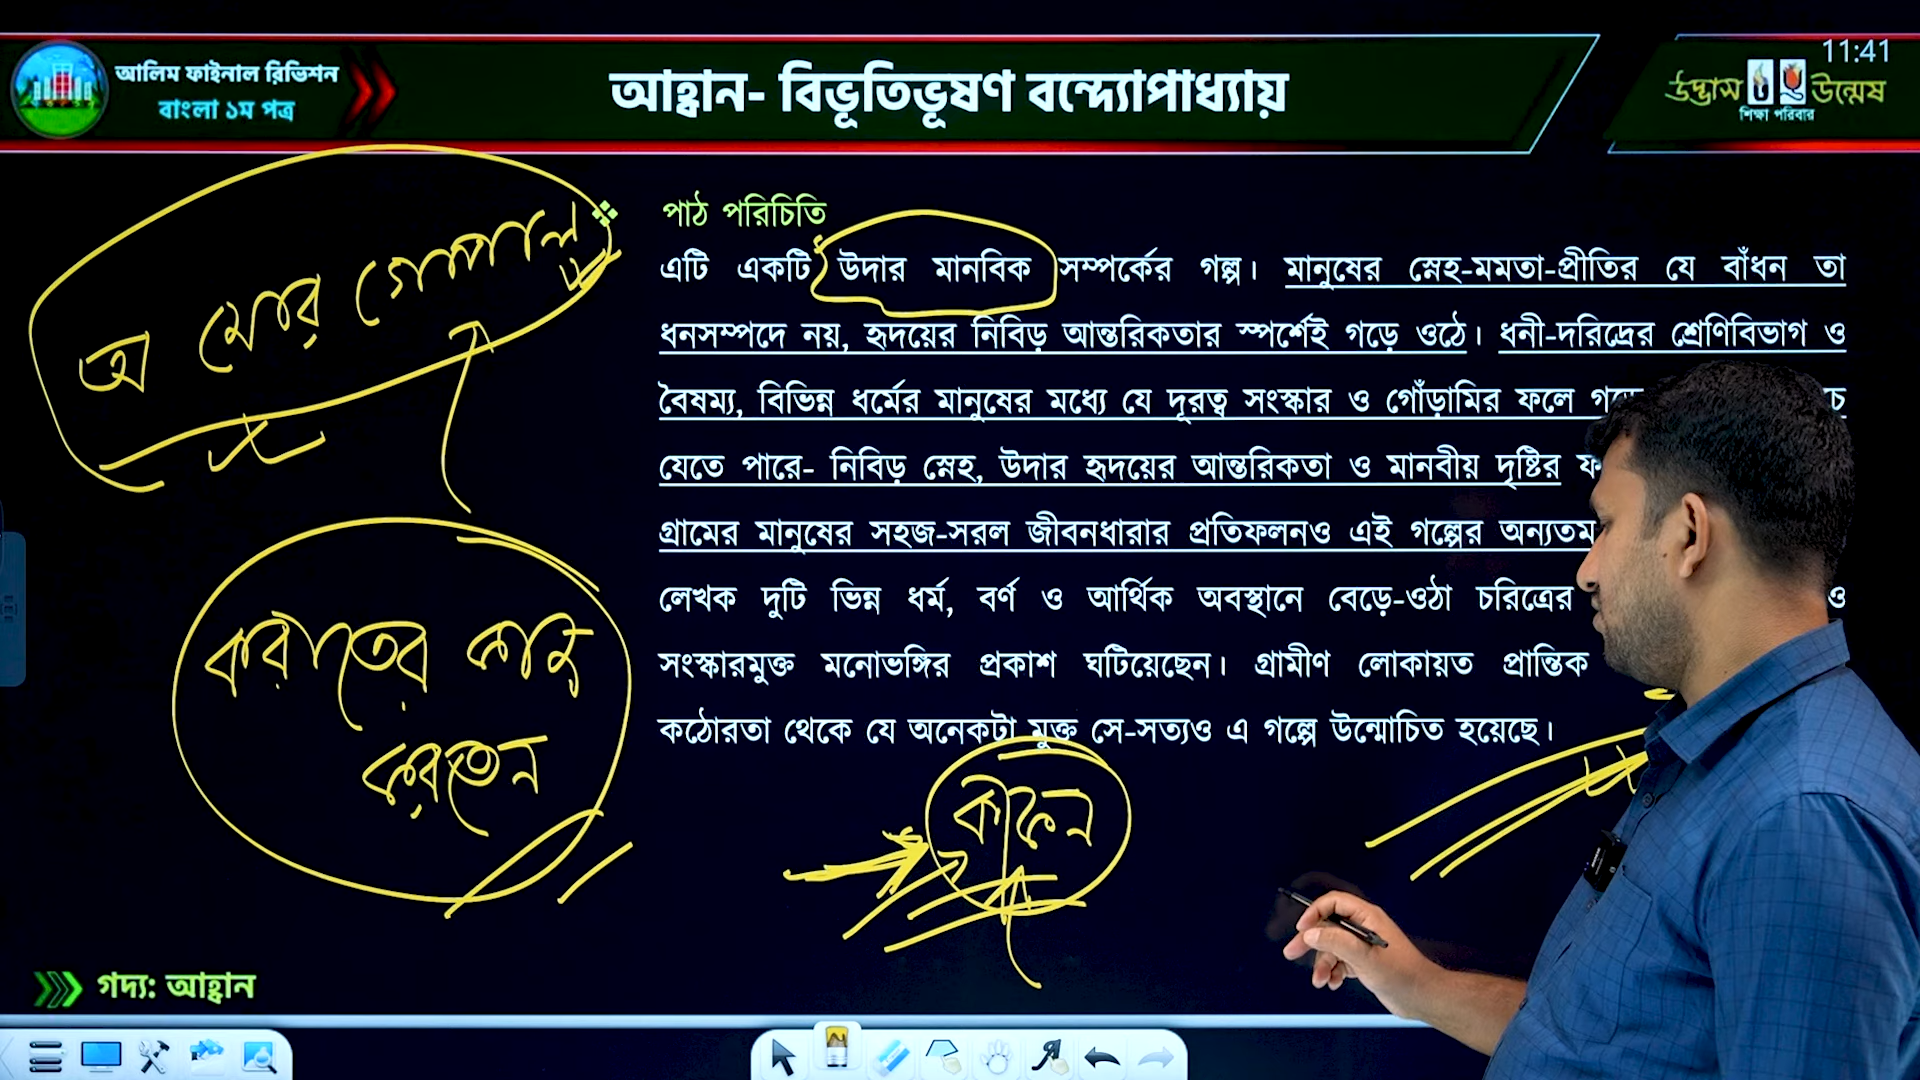 11:41
আলিম ফাইনাল রিভিশন
বাংলা ১ম পত্র
আহ্বান- বিভূতিভূষণ বন্দ্যোপাধ্যায়
উদ্ভাস উন্মেষ
শিক্ষা পরিবার
পাঠ পরিচিতি
এটি একটি উদার মানবিক সম্পর্কের গল্প। মানুষের স্নেহ-মমতা-প্রীতির যে বাঁধন তা
ধনসম্পদে নয়, হৃদয়ের নিবিড় আন্তরিকতার স্পর্শেই গড়ে ওঠে। ধনী-দরিদ্রের শ্রেণিবিভাগ ও
বৈষম্য, বিভিন্ন ধর্মের মানুষের মধ্যে যে দূরত্ব সংস্কার ও গোঁড়ামির ফলে
যেতে পারে- নিবিড় স্নেহ, উদার হৃদয়ের আন্তরিকতা ও মানবীয় দৃষ্টির
গ্রামের মানুষের সহজ-সরল জীবনধারার প্রতিফলনও এই গল্পের অন্যতম
লেখক দুটি ভিন্ন ধর্ম, বর্ণ ও আর্থিক অবস্থানে বেড়ে-ওঠা চরিত্রের ও
সংস্কারমুক্ত মনোভঙ্গির প্রকাশ ঘটিয়েছেন। গ্রামীণ লোকায়ত প্রান্তিক
কঠোরতা থেকে যে অনেকটা মুক্ত সে-সত্যও এ গল্পে উন্মোচিত হয়েছে।
অ মোর গোপাল
করাতের কাজ
করতেন
কাফন
গদ্য: আহ্বান